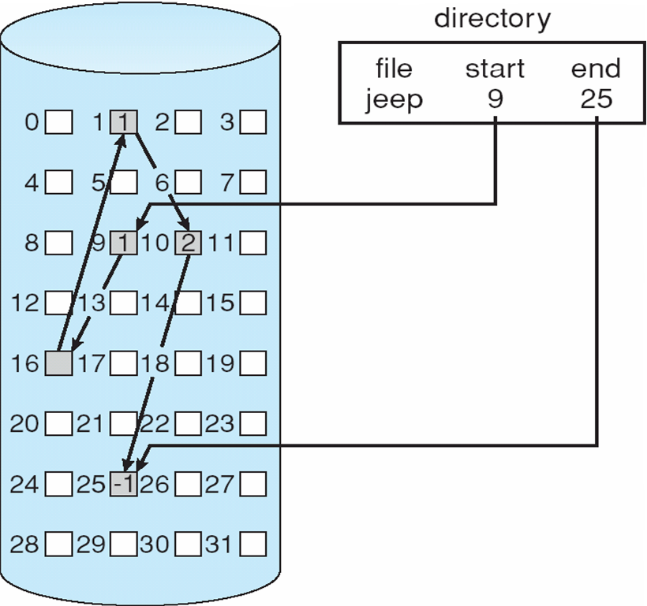 directory
file start end
jeep 9 25
0 1 1 2 3
4 5 6 7
8 9 1 10 2 11
12 13 14 15
16 17 18 19
20 21 22 23
24 25 -1 26 27
28 29 30 31